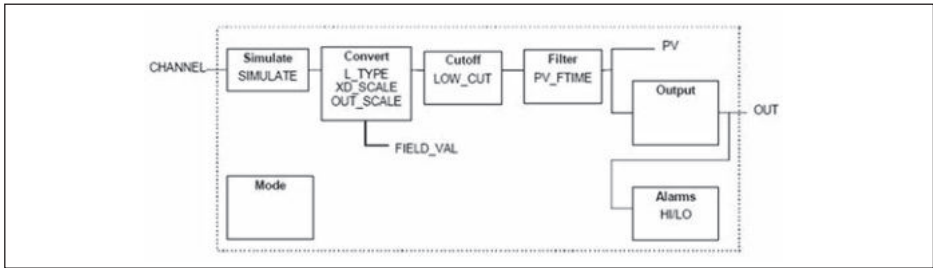 CHANNEL
Simulate
SIMULATE
Convert
L_TYPE
XD_SCALE
OUT_SCALE
Cutoff
LOW_CUT
Filter
PV_FTIME
PV
Output
OUT
FIELD_VAL
Mode
Alarms
HI/LO